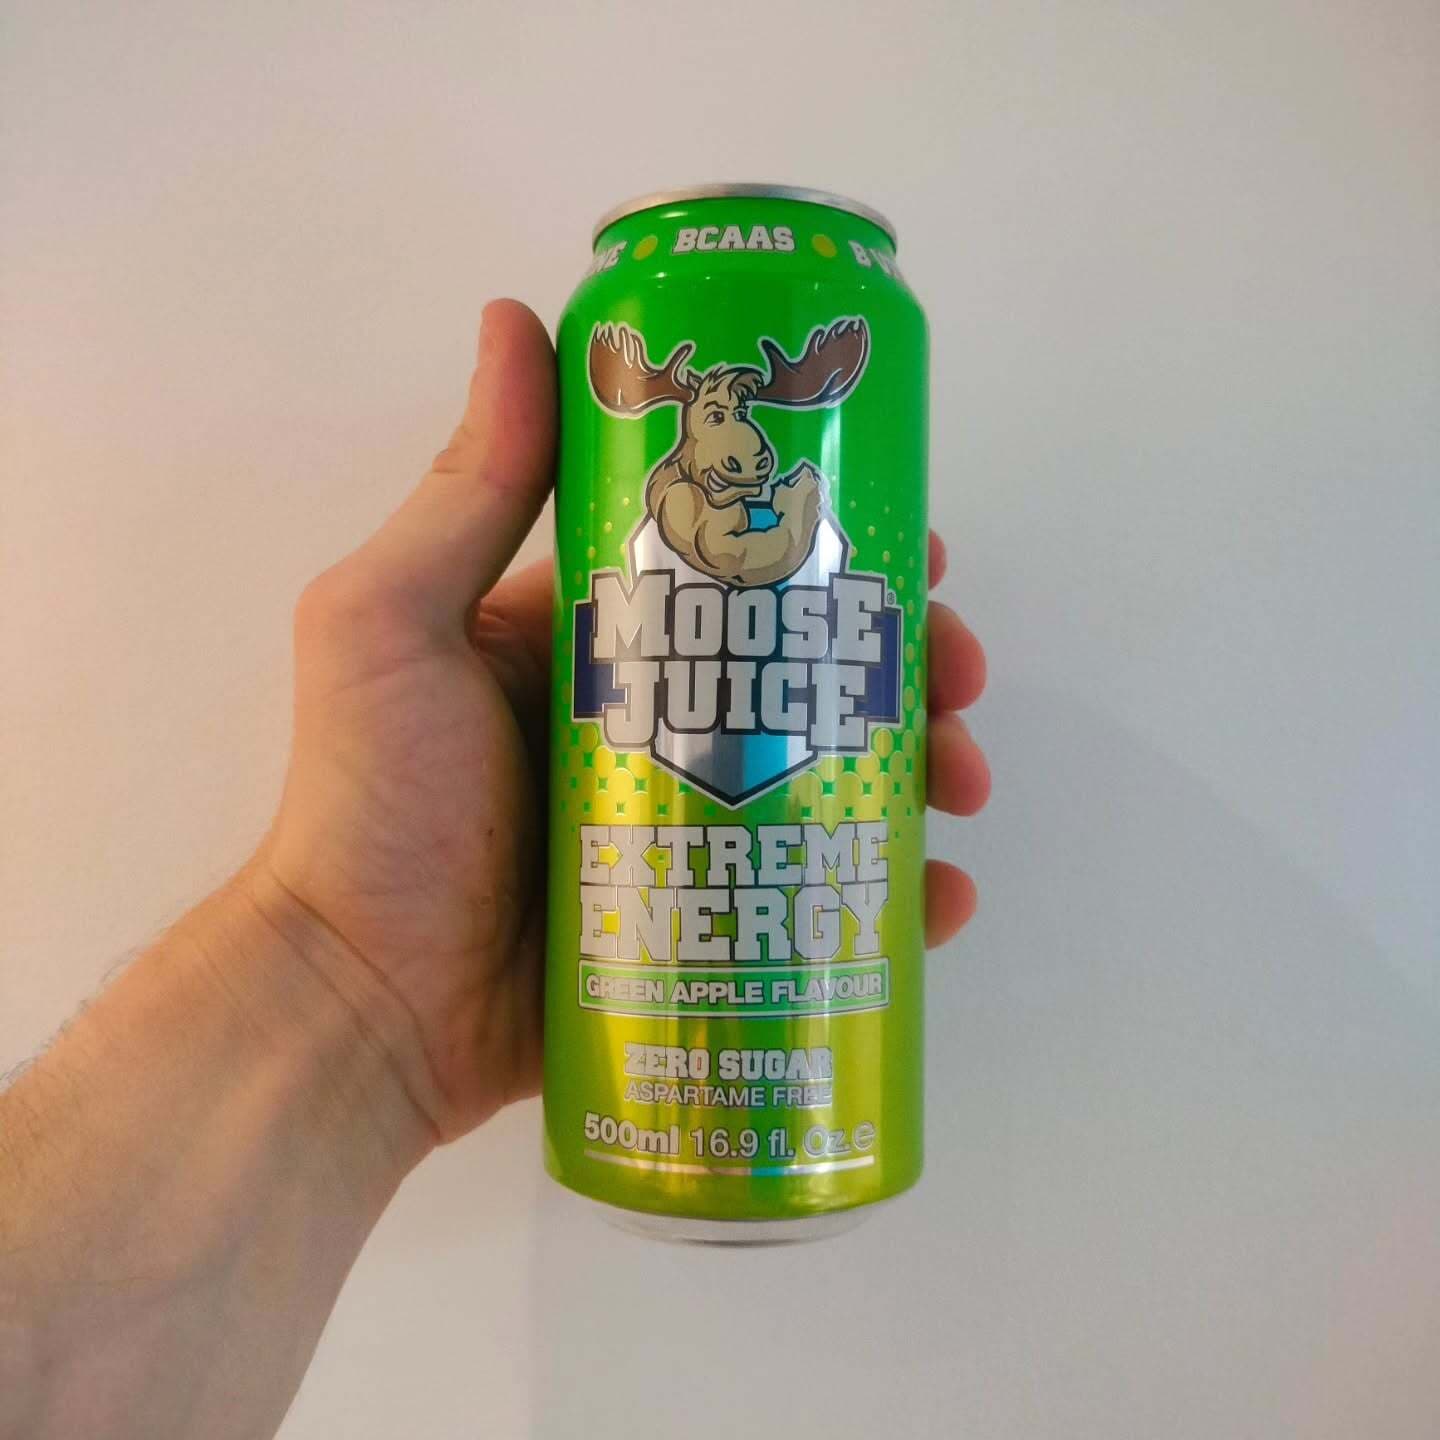 BCAAS
MOOSE
JUICE
®
EXTREME
ENERGY
GREEN APPLE FLAVOUR
ZERO SUGAR
ASPARTAME FREE
500ml 16.9 fl. Oz. ℮